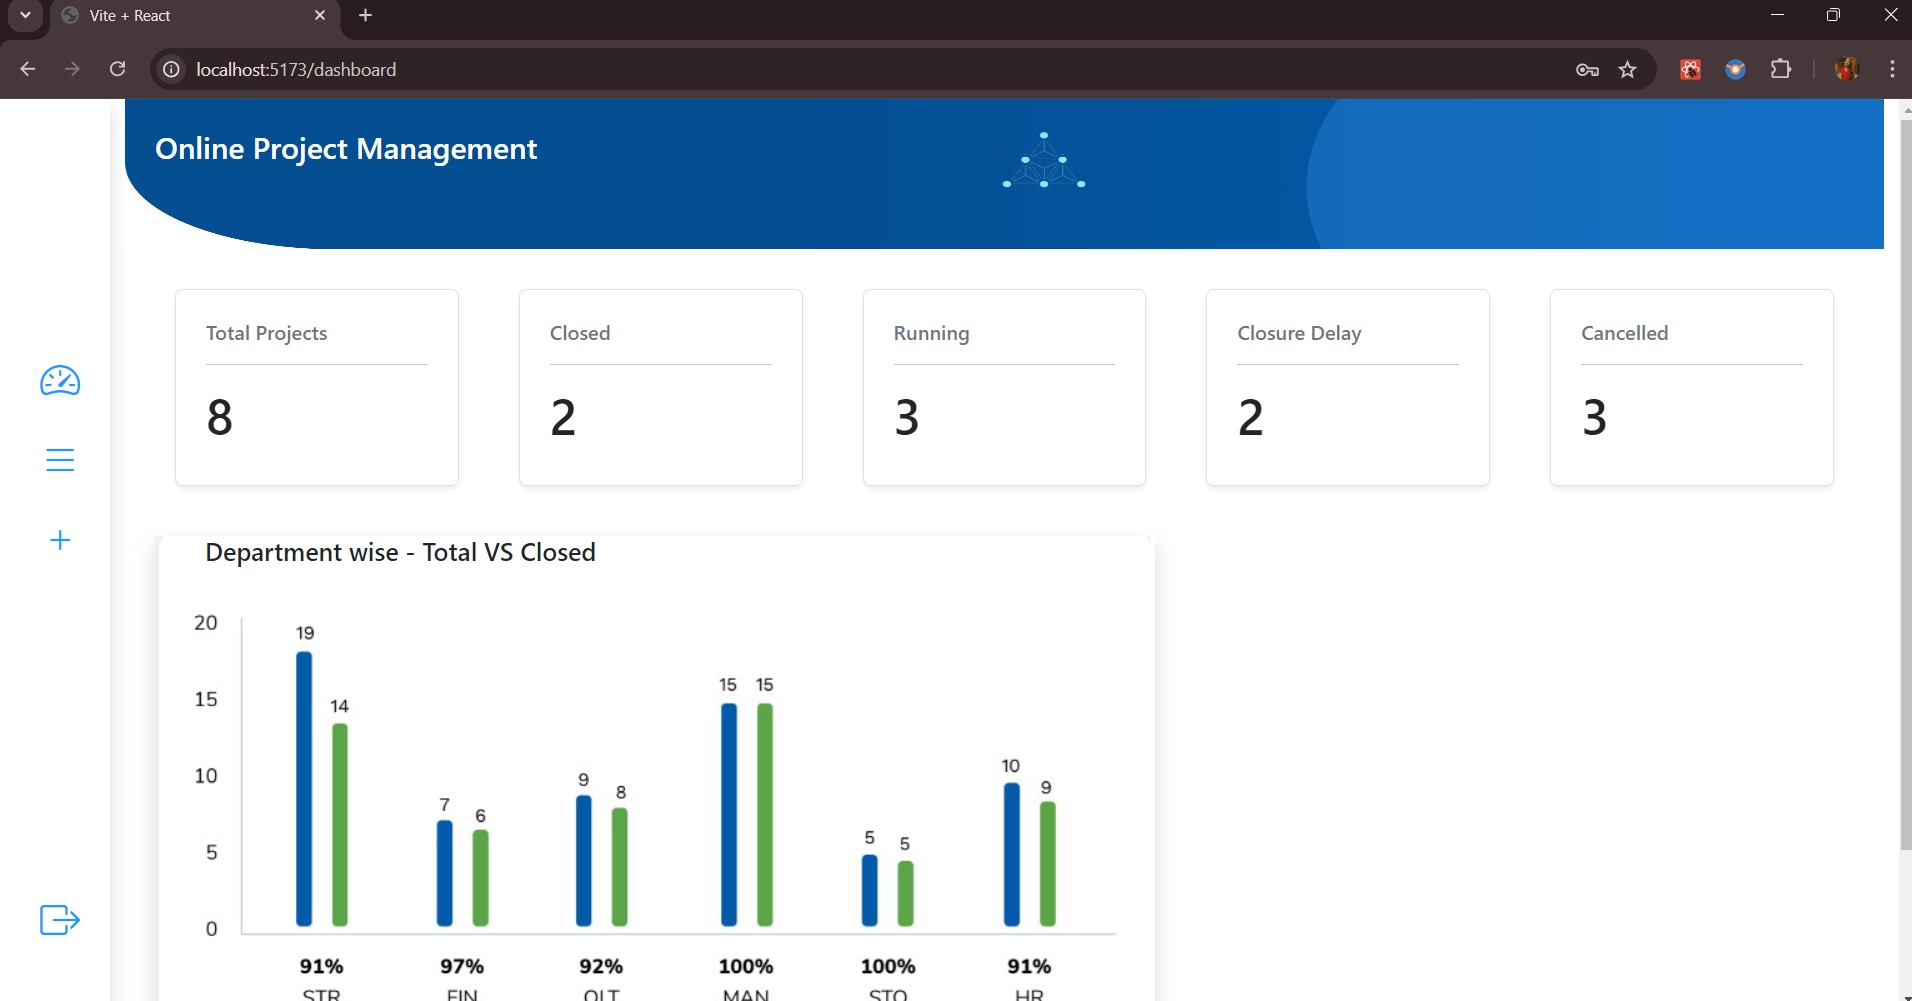 Vite + React
localhost:5173/dashboard
Online Project Management
Total Projects
8
Closed
2
Running
3
Closure Delay
2
Cancelled
3
Department wise - Total VS Closed
20
15
10
5
0
19
14
7
6
9
8
15 15
5
5
10
9
91% 97% 92% 100% 100% 91%
STR FIN QLT MAN STO HR